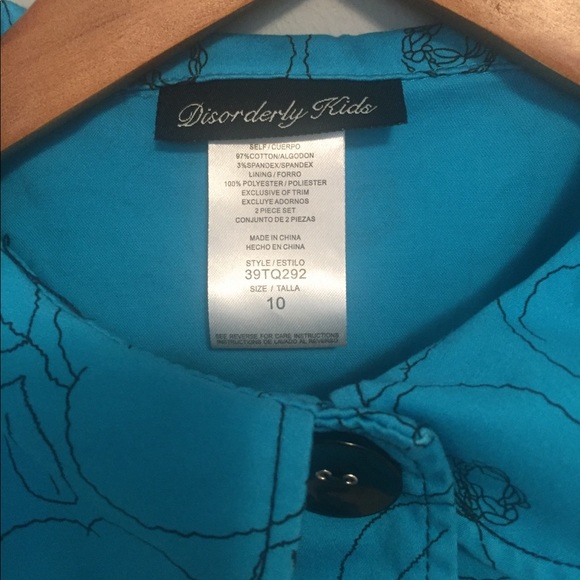 Disorderly Kids
SELF/CUERPO
97%COTTON/ALGODON
3%SPANDEX/SPANDEX
LINING / FORRO
100% POLYESTER / POLIESTER
EXCLUSIVE OF TRIM
EXCLUYE ADORNOS
2 PIECE SET
CONJUNTO DE 2 PIEZAS
MADE IN CHINA
HECHO EN CHINA
STYLE / ESTILO
39TQ292
SIZE / TALLA
10
SEE REVERSE FOR CARE INSTRUCTIONS
INSTRUCTIONES DE LAVADO AL REVERSO